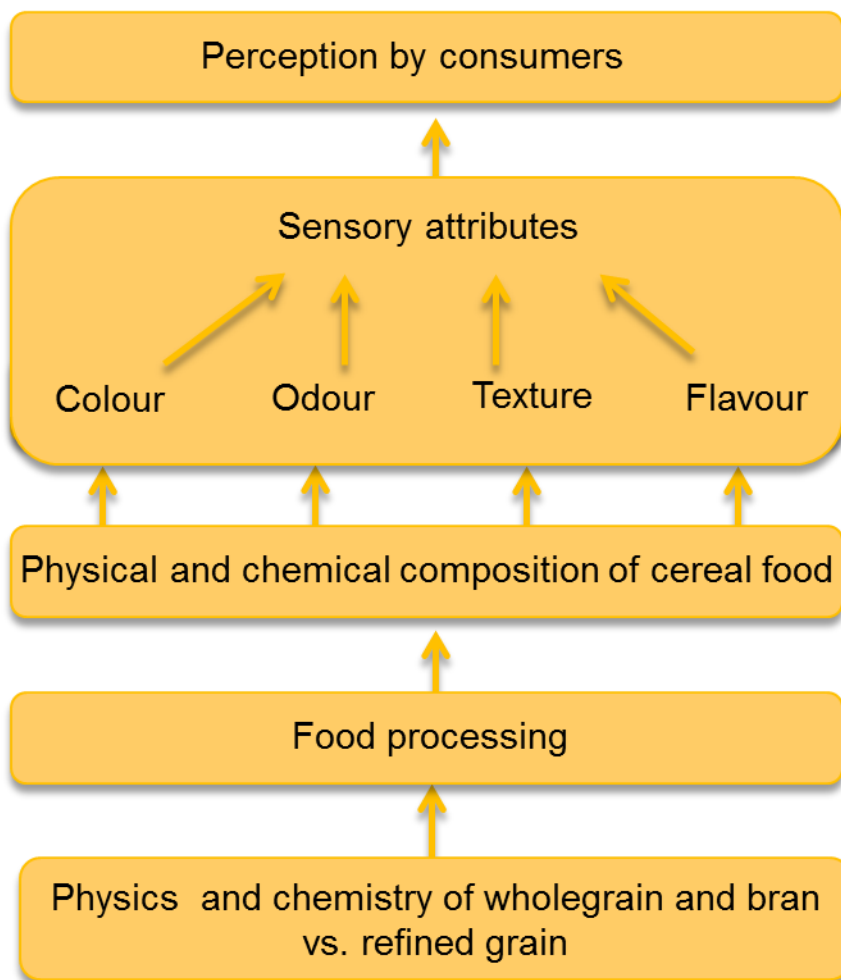 Perception by consumers
Sensory attributes
Colour Odour Texture Flavour
Physical and chemical composition of cereal food
Food processing
Physics and chemistry of wholegrain and bran
vs. refined grain